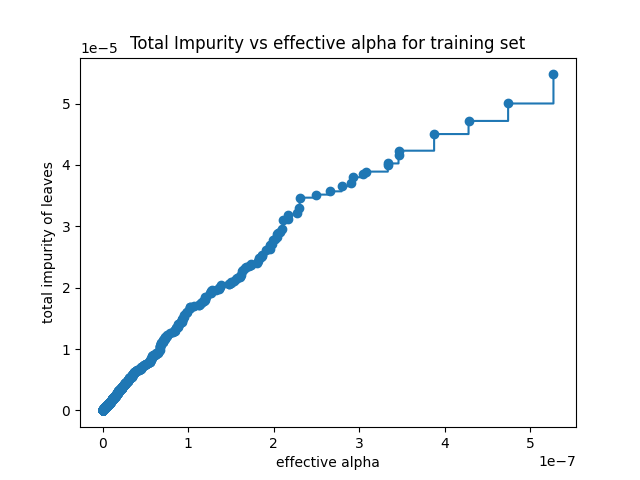 Total Impurity vs effective alpha for training set
1e−5
5
4
3
2
1
0
total impurity of leaves
0 1 2 3 4 5
1e−7
effective alpha